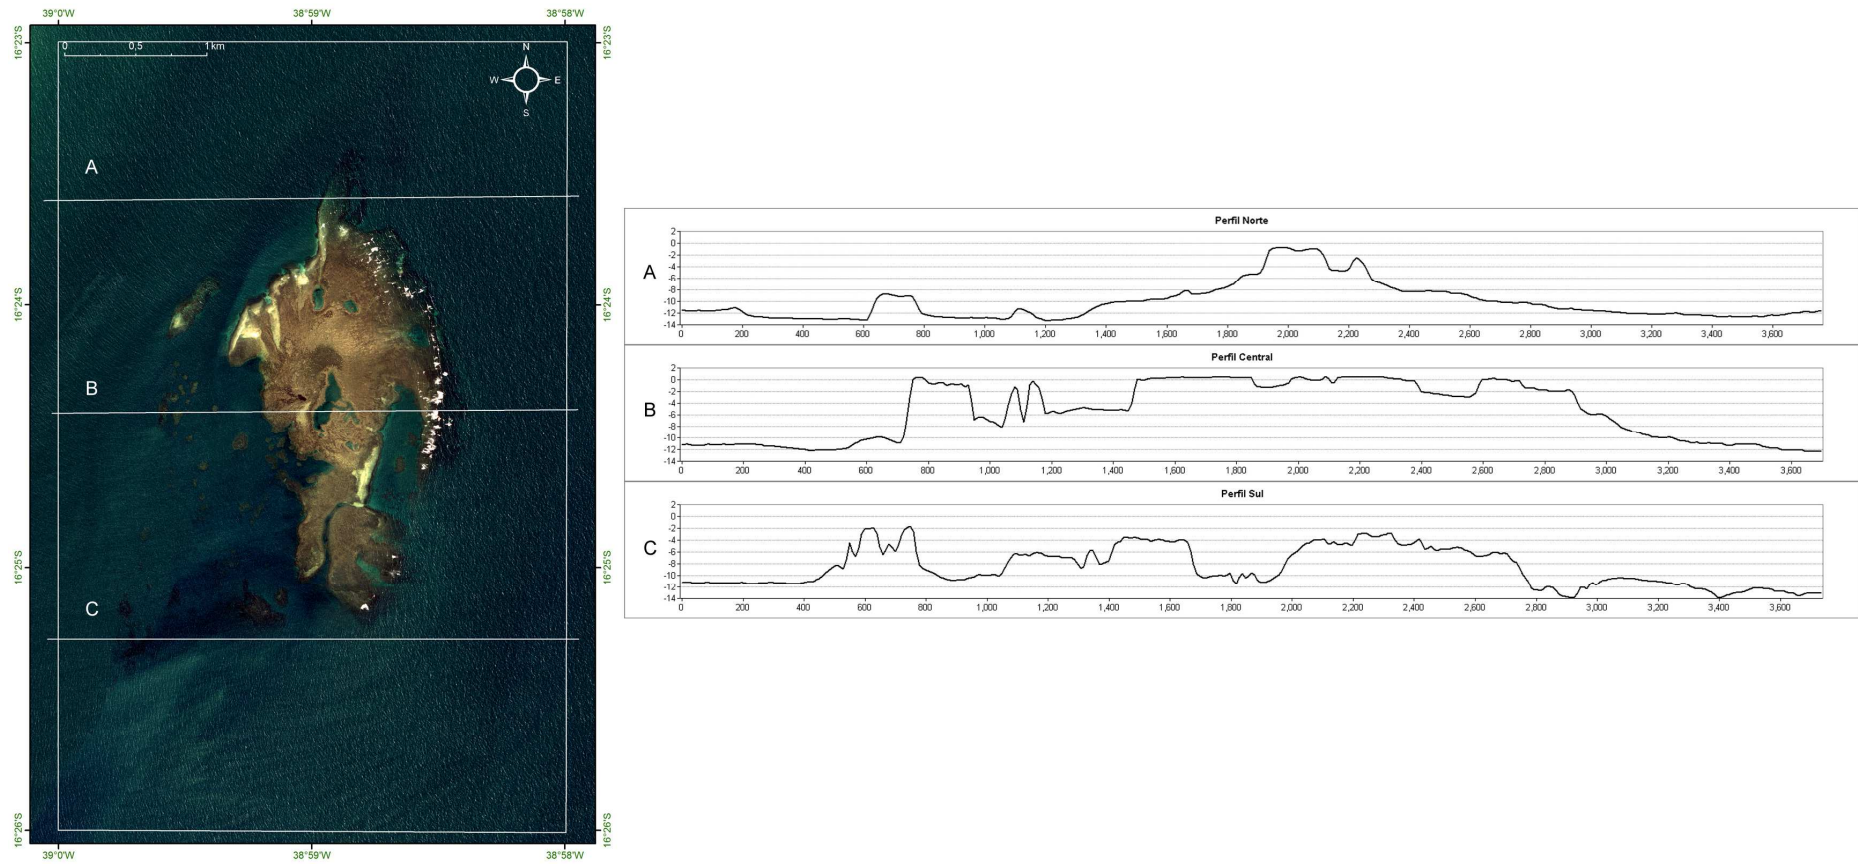 39°0'W 38°59'W 38°58'W
16°23'S 16°23'S
0 0,5 1 km
N
W E
S
A
16°24'S 16°24'S
B
16°25'S 16°25'S
C
16°26'S 16°26'S
39°0'W 38°59'W 38°58'W
Perfil Norte
A
2
0
-2
-4
-6
-8
-10
-12
-14
0 200 400 600 800 1,000 1,200 1,400 1,600 1,800 2,000 2,200 2,400 2,600 2,800 3,000 3,200 3,400 3,600
Perfil Central
B
2
0
-2
-4
-6
-8
-10
-12
-14
0 200 400 600 800 1,000 1,200 1,400 1,600 1,800 2,000 2,200 2,400 2,600 2,800 3,000 3,200 3,400 3,600
Perfil Sul
C
2
0
-2
-4
-6
-8
-10
-12
-14
0 200 400 600 800 1,000 1,200 1,400 1,600 1,800 2,000 2,200 2,400 2,600 2,800 3,000 3,200 3,400 3,600